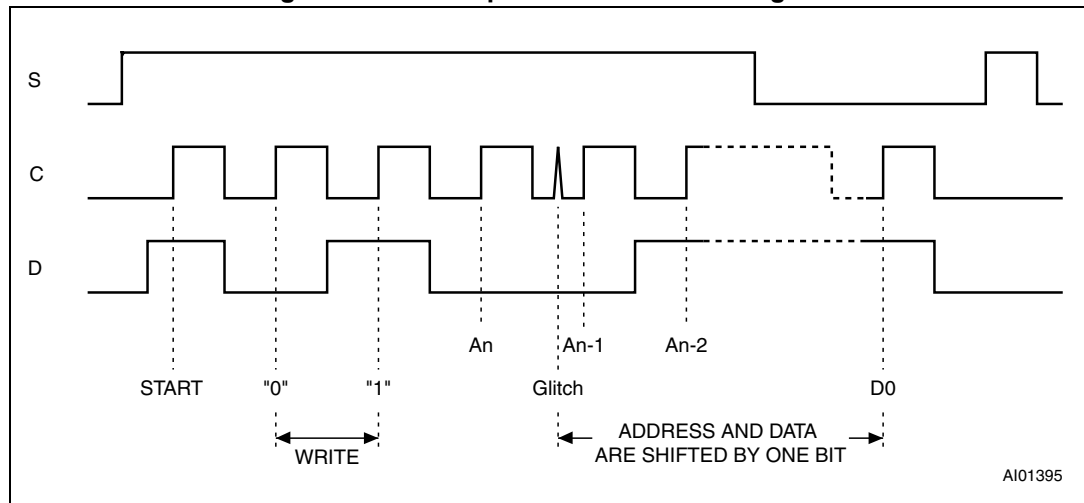 S
C
D
An An-1 An-2
START "0" "1" Glitch D0
WRITE
ADDRESS AND DATA
ARE SHIFTED BY ONE BIT
AI01395